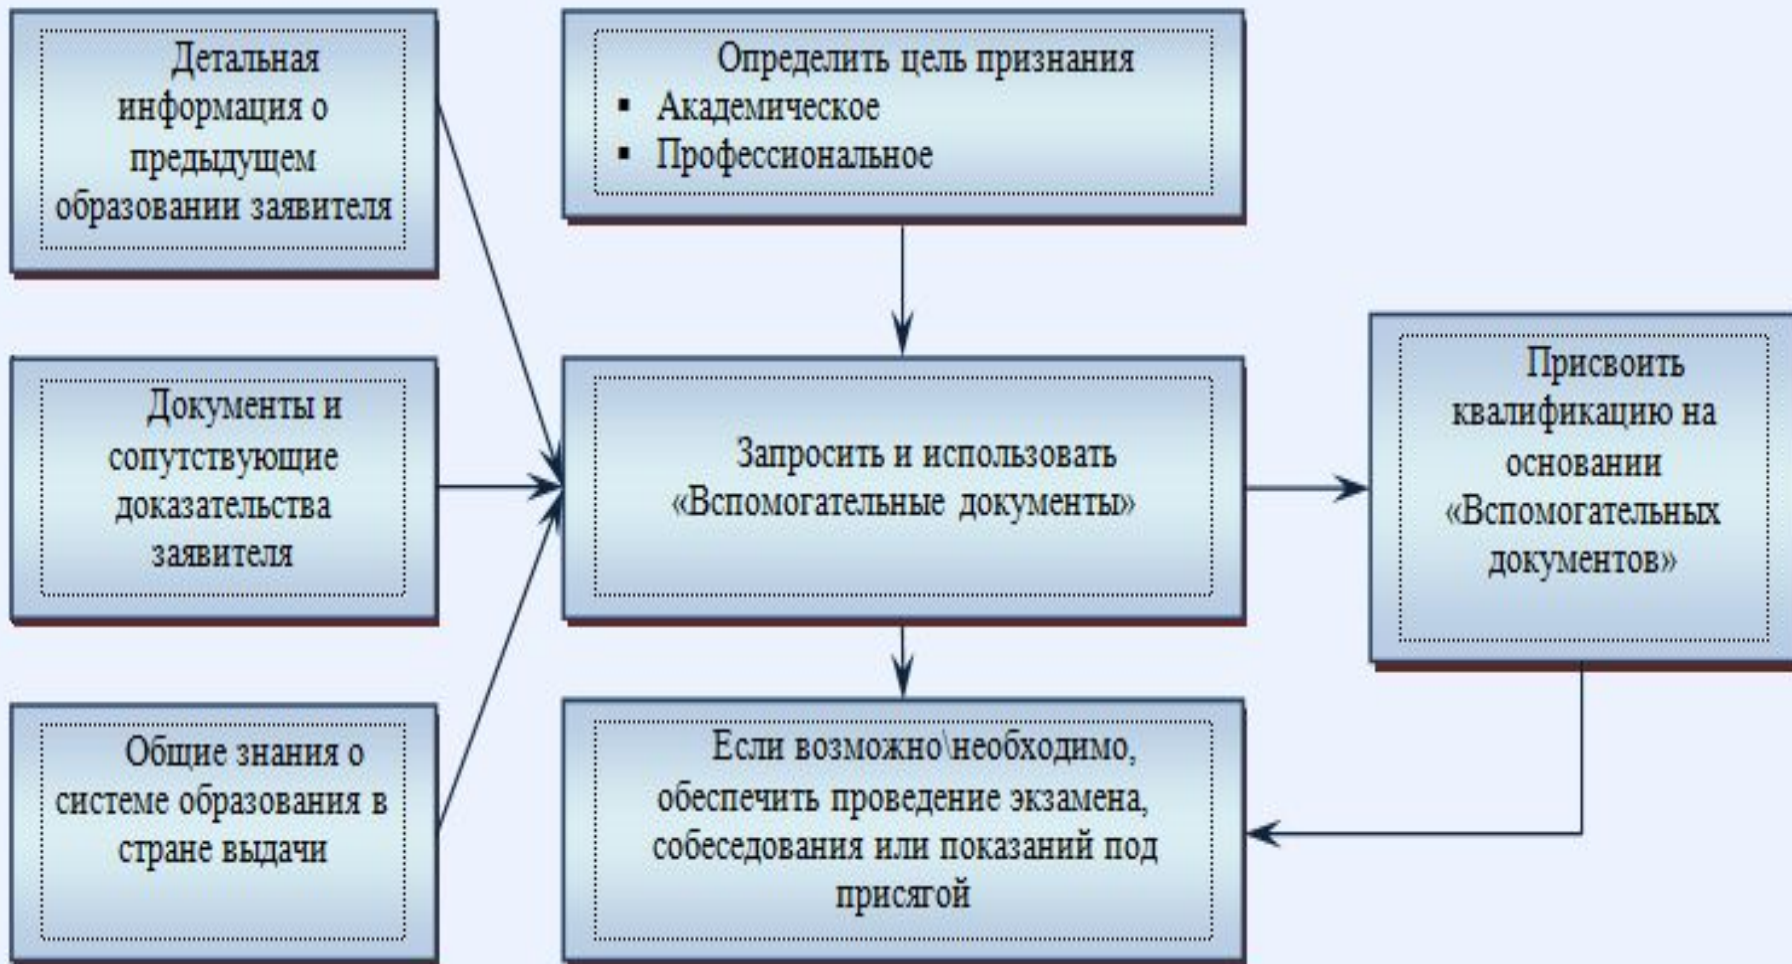 Детальная
информация о
предыдущем
образовании заявителя
Определить цель признания
▪ Академическое
▪ Профессиональное
Документы и
сопутствующие
доказательства
заявителя
Запросить и использовать
«Вспомогательные документы»
Присвоить
квалификацию на
основании
«Вспомогательных
документов»
Общие знания о
системе образования в
стране выдачи
Если возможно\необходимо,
обеспечить проведение экзамена,
собеседования или показаний под
присягой